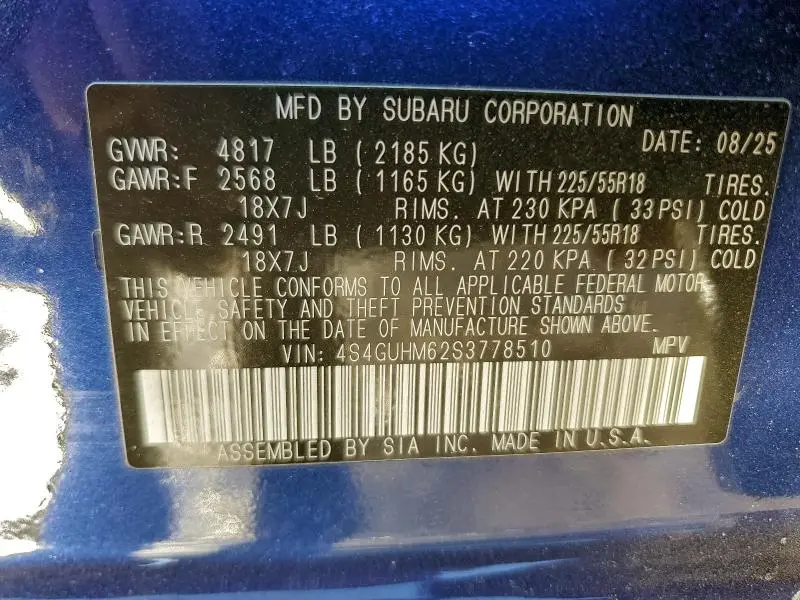 MFD BY SUBARU CORPORATION
GVWR: 4817 LB ( 2185 KG) DATE: 08/25
GAWR:F 2568 LB ( 1165 KG) WITH 225/55R18 TIRES.
18X7J RIMS. AT 230 KPA ( 33 PSI) COLD
GAWR:R 2491 LB ( 1130 KG) WITH 225/55R18 TIRES.
18X7J RIMS. AT 220 KPA ( 32 PSI) COLD
THIS VEHICLE CONFORMS TO ALL APPLICABLE FEDERAL MOTOR
VEHICLE, SAFETY AND THEFT PREVENTION STANDARDS
IN EFFECT ON THE DATE OF MANUFACTURE SHOWN ABOVE.
VIN: 4S4GUHM62S3778510 MPV
ASSEMBLED BY SIA INC. MADE IN U.S.A.